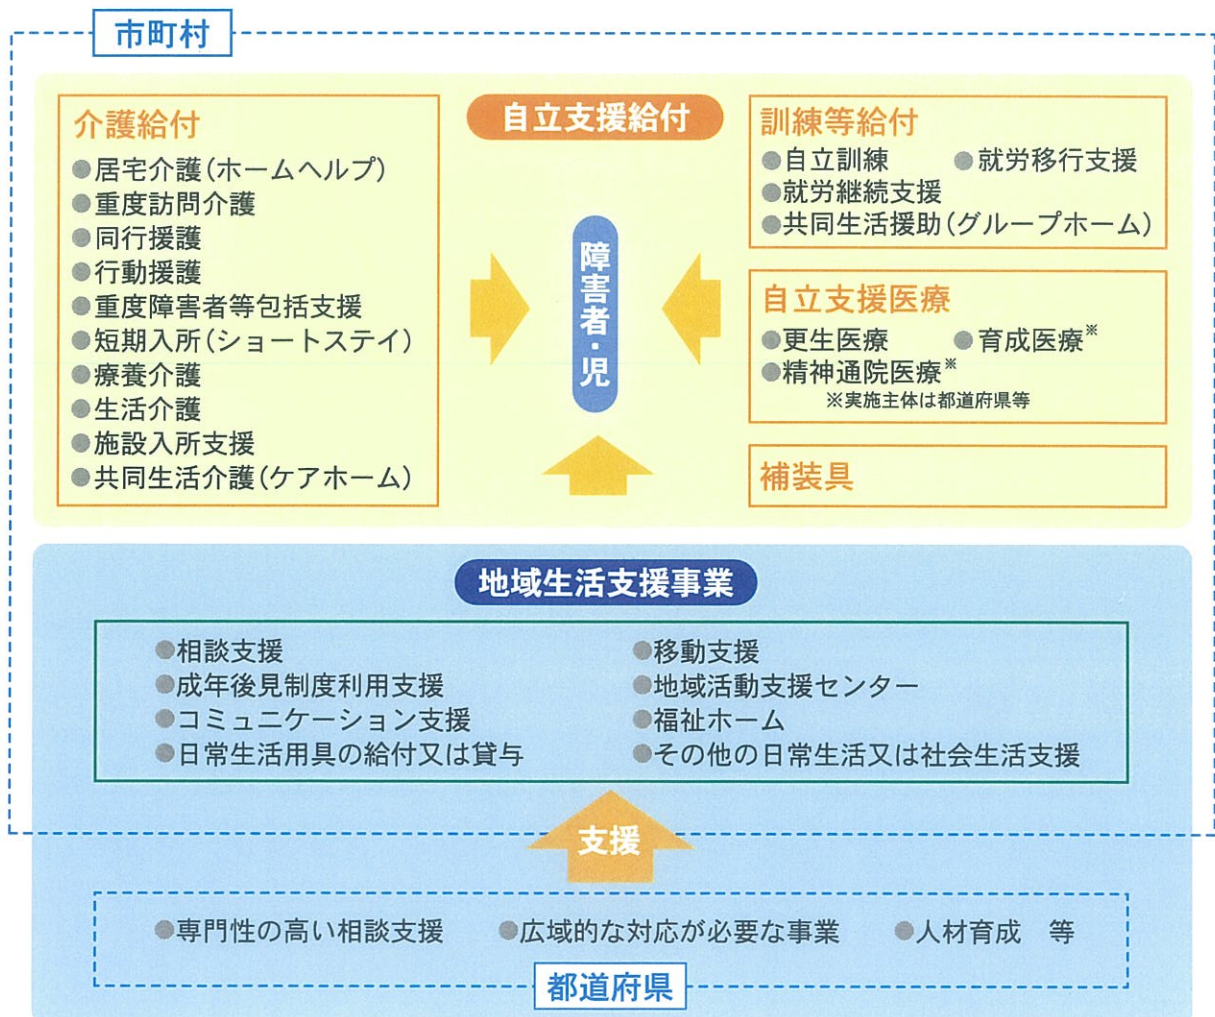 市町村
自立支援給付
介護給付
●居宅介護(ホームヘルプ)
●重度訪問介護
●同行援護
●行動援護
●重度障害者等包括支援
●短期入所(ショートステイ)
●療養介護
●生活介護
●施設入所支援
●共同生活介護(ケアホーム)
障害者・児
訓練等給付
●自立訓練 ●就労移行支援
●就労継続支援
●共同生活援助(グループホーム)
自立支援医療
●更生医療 ●育成医療※
●精神通院医療※
※実施主体は都道府県等
補装具
地域生活支援事業
●相談支援
●成年後見制度利用支援
●コミュニケーション支援
●日常生活用具の給付又は貸与
●移動支援
●地域活動支援センター
●福祉ホーム
●その他の日常生活又は社会生活支援
支援
●専門性の高い相談支援 ●広域的な対応が必要な事業 ●人材育成 等
都道府県